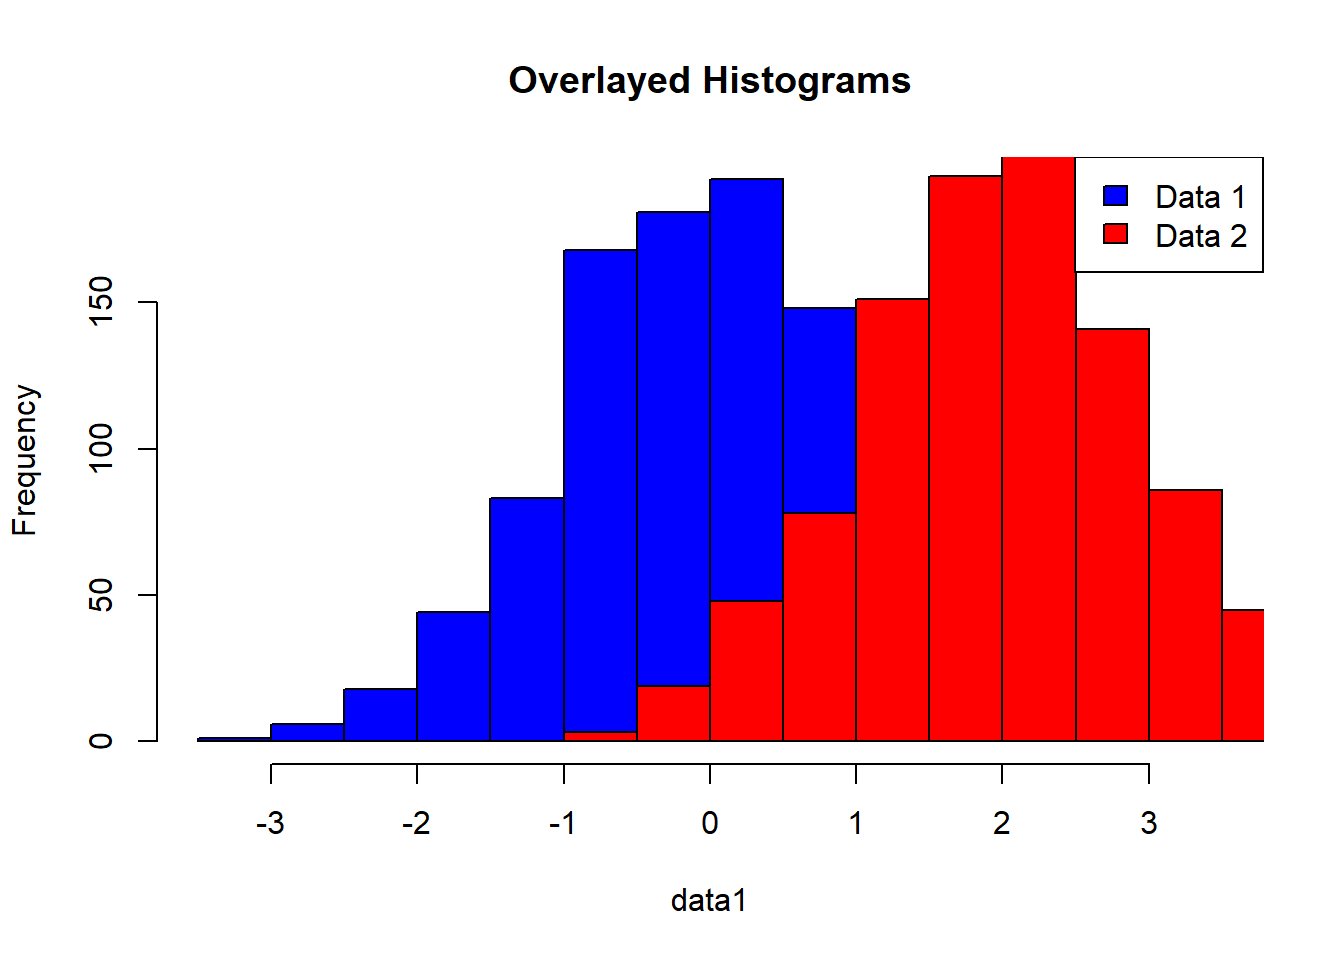 Overlayed Histograms
Data 1
Data 2
Frequency
0
50
100
150
-3 -2 -1 0 1 2 3
data1